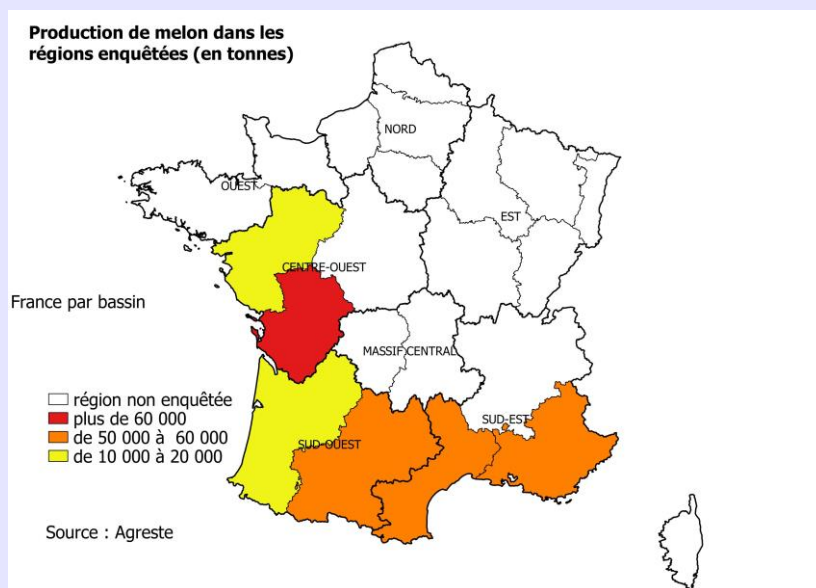 Production de melon dans les
régions enquêtées (en tonnes)
NORD
OUEST
EST
CENTRE-OUEST
France par bassin
MASSIF CENTRAL
région non enquêtée
plus de 60 000
SUD-EST
de 50 000 à 60 000
SUD-OUEST
de 10 000 à 20 000
Source : Agreste